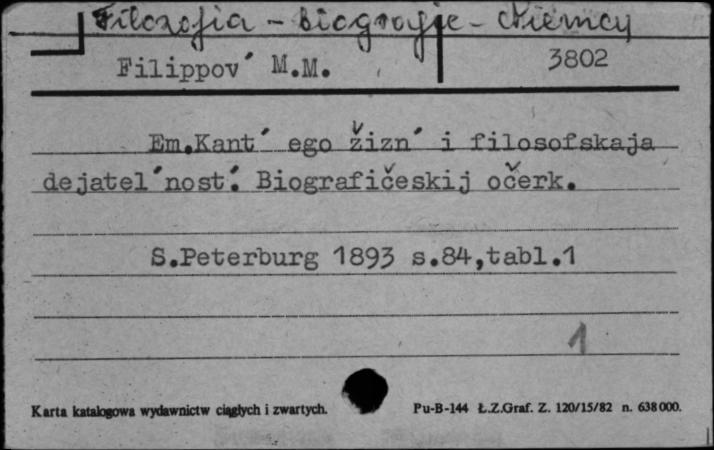 Filozofia - biografie - Niemcy
Filippov´ M.M. 3802
Em.Kant´ ego žizn´ i filosofskaja
dejatel´nost´. Biografičeskij očerk.
S.Peterburg 1893 s.84,tabl.1
1
Karta katalogowa wydawnictw ciągłych i zwartych. Pu-B-144 Ł.Z.Graf. Z. 120/15/82 n. 638000.